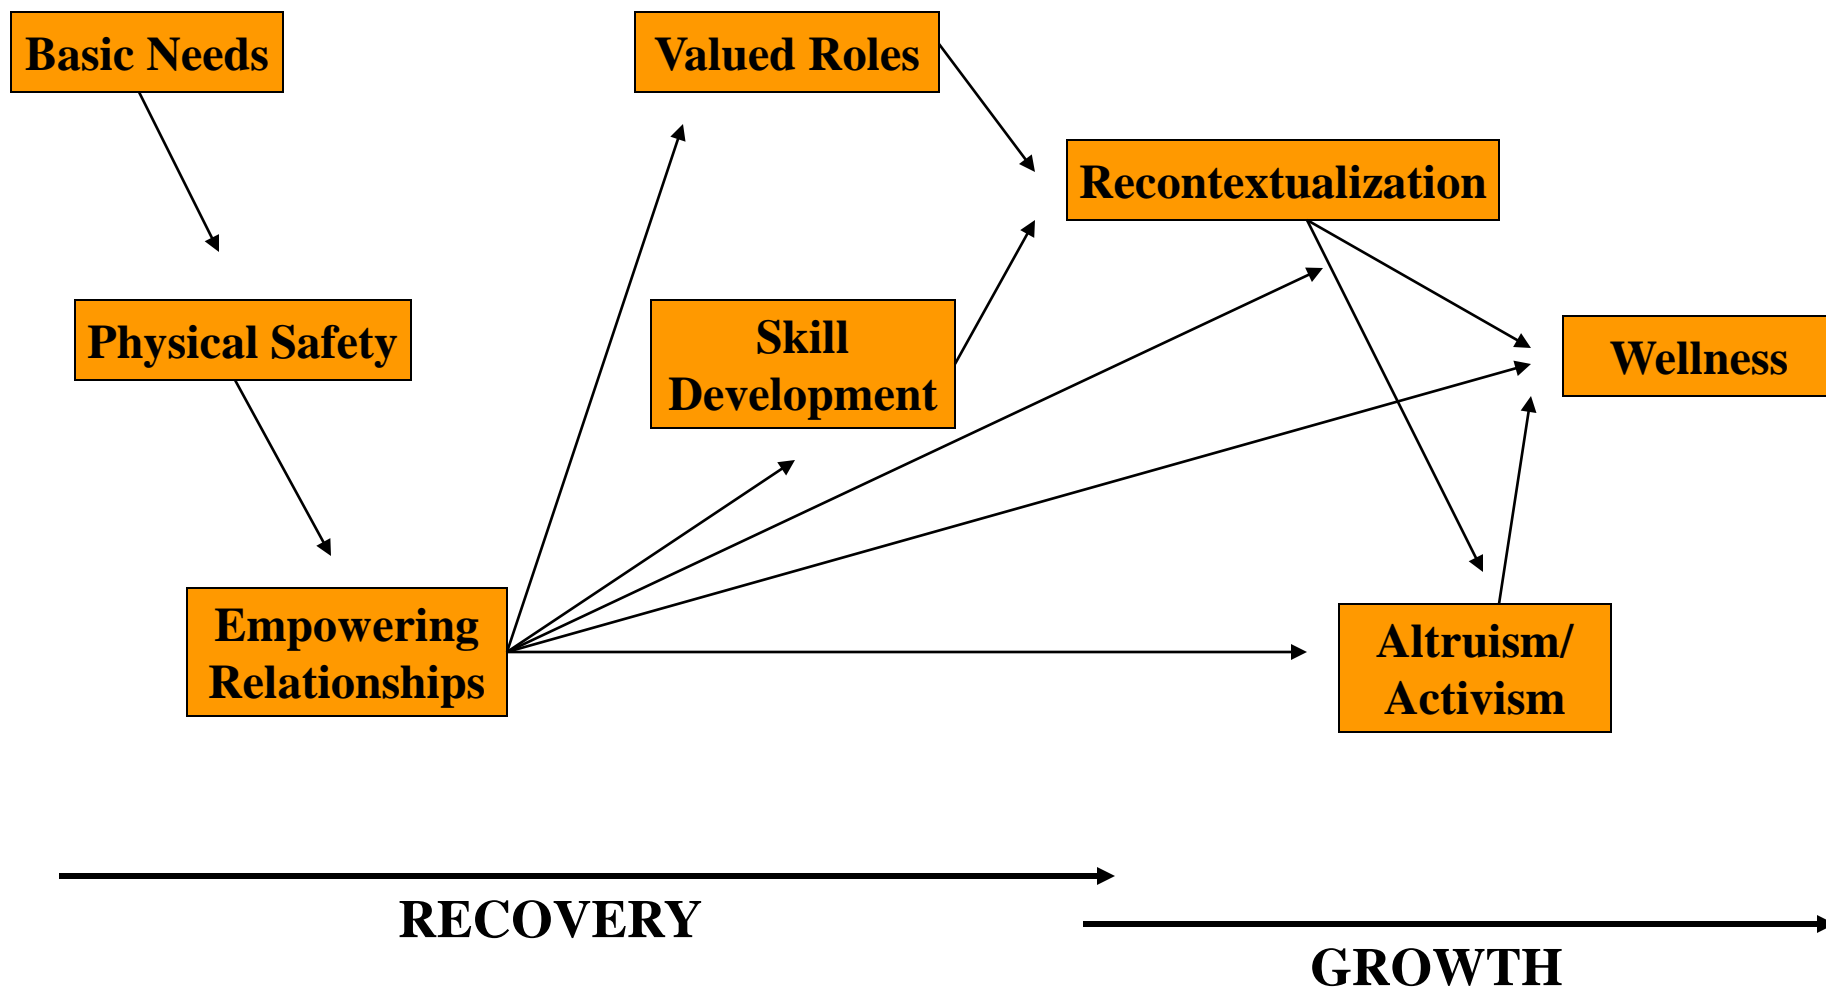 Basic Needs
Valued Roles
Recontextualization
Physical Safety
Skill
Development
Wellness
Empowering
Relationships
Altruism/
Activism
RECOVERY
GROWTH